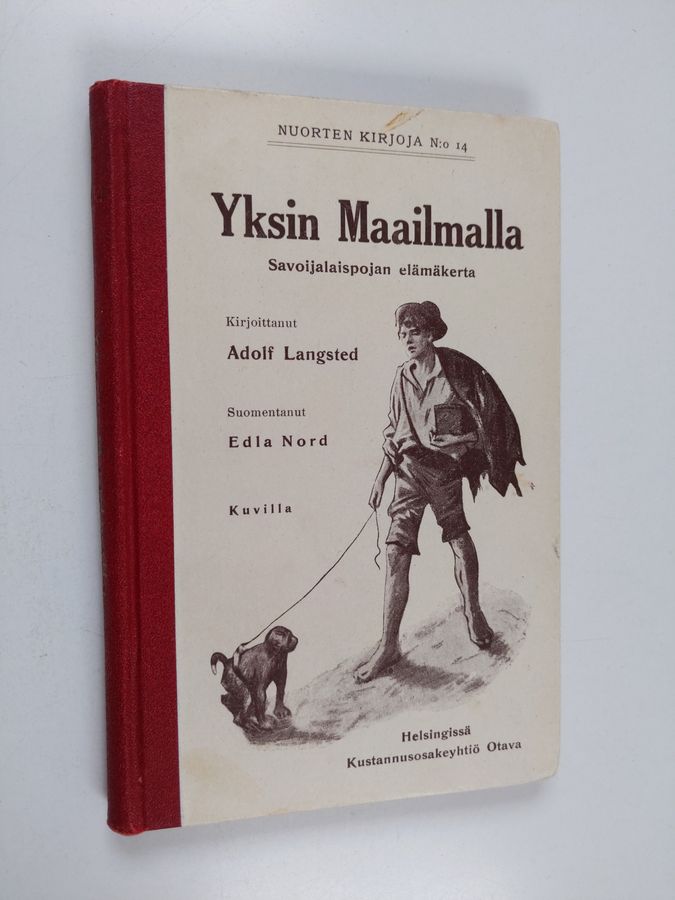 NUORTEN KIRJOJA N:o 14
Yksin Maailmalla
Savoijalaispojan elämäkerta
Kirjoittanut
Adolf Langsted
Suomentanut
Edla Nord
Kuvilla
Helsingissä
Kustannusosakeyhtiö Otava